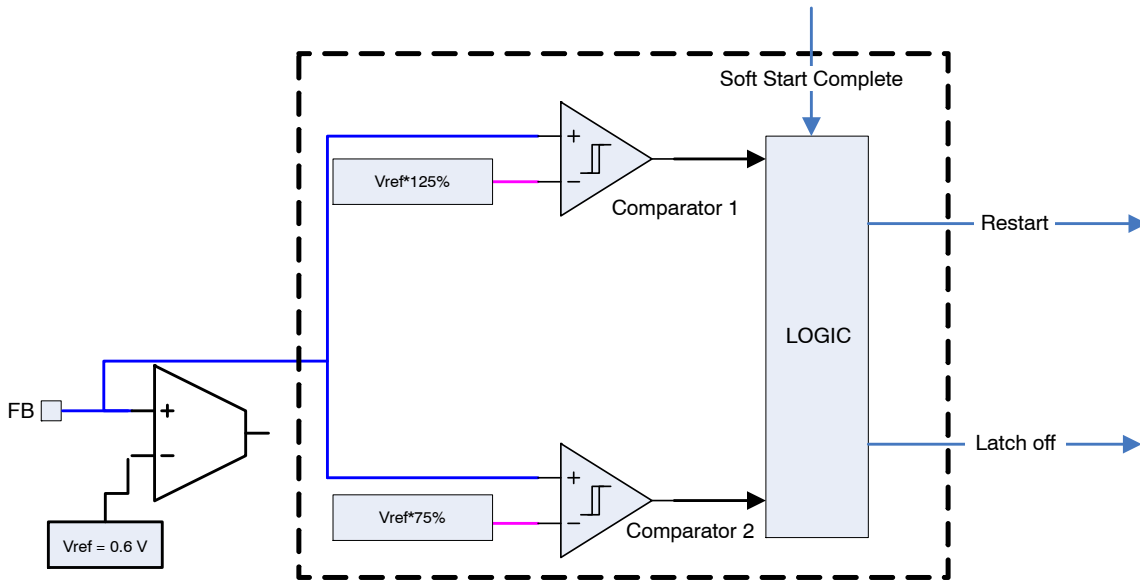 Soft Start Complete
+
Vref*125%
−
Comparator 1
Restart
LOGIC
FB
+
−
Latch off
+
Vref*75%
−
Comparator 2
Vref = 0.6 V